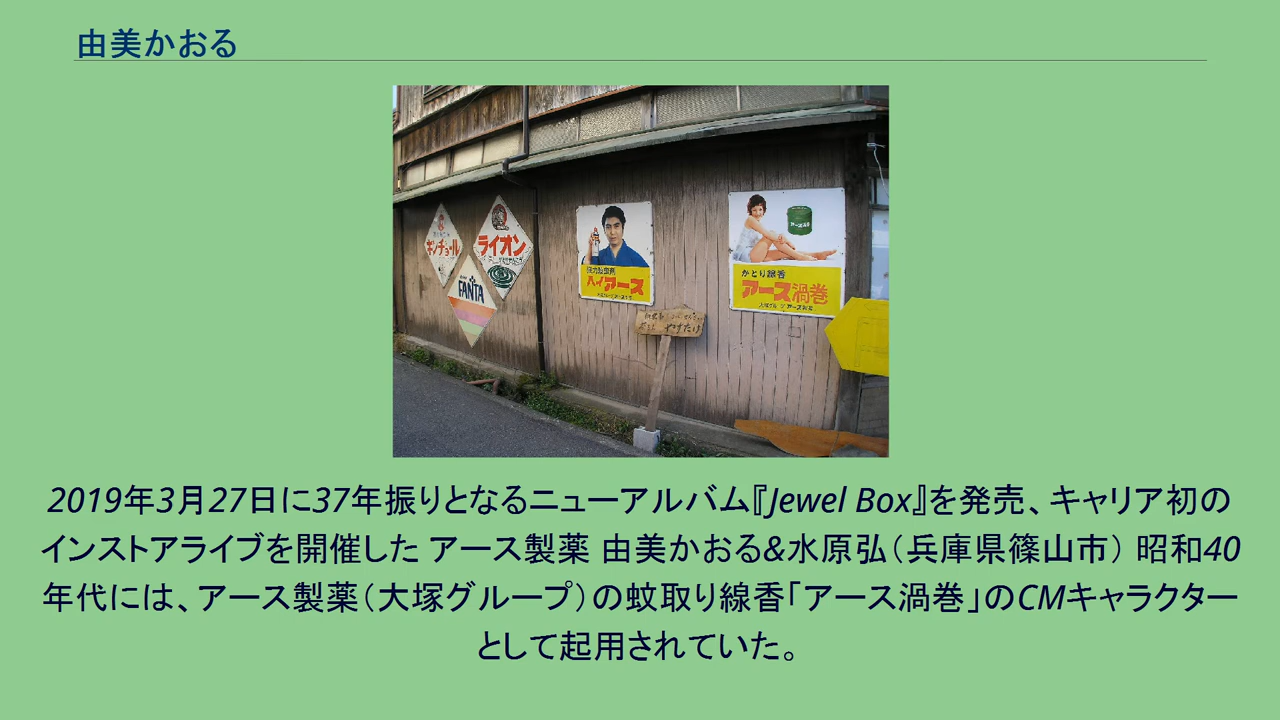 由美かおる
キンチョール
ライオン
FANTA
ハイアース
かとり線香
アース渦巻
2019年3月27日に37年振りとなるニューアルバム『Jewel Box』を発売、キャリア初の
インストアライブを開催した アース製薬 由美かおる&水原弘（兵庫県篠山市） 昭和40
年代には、アース製薬（大塚グループ）の蚊取り線香「アース渦巻」のCMキャラクター
として起用されていた。